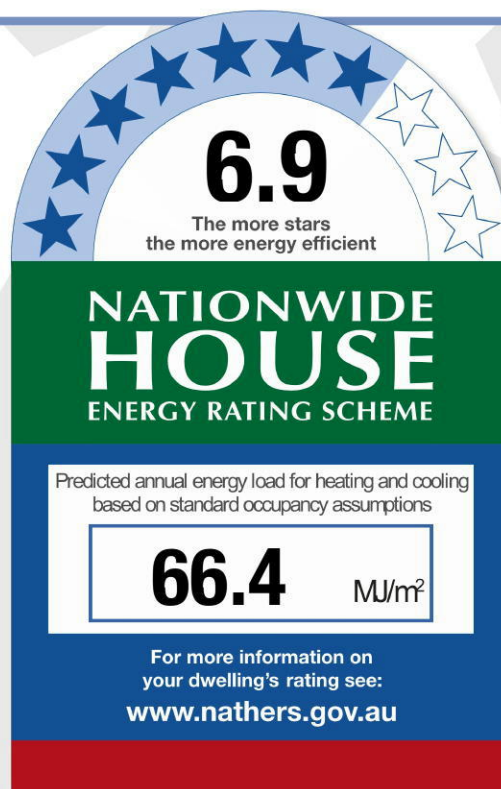 6.9
The more stars
the more energy efficient
NATIONWIDE
HOUSE
ENERGY RATING SCHEME
Predicted annual energy load for heating and cooling
based on standard occupancy assumptions
66.4 MJ/m²
For more information on
your dwelling's rating see:
www.nathers.gov.au